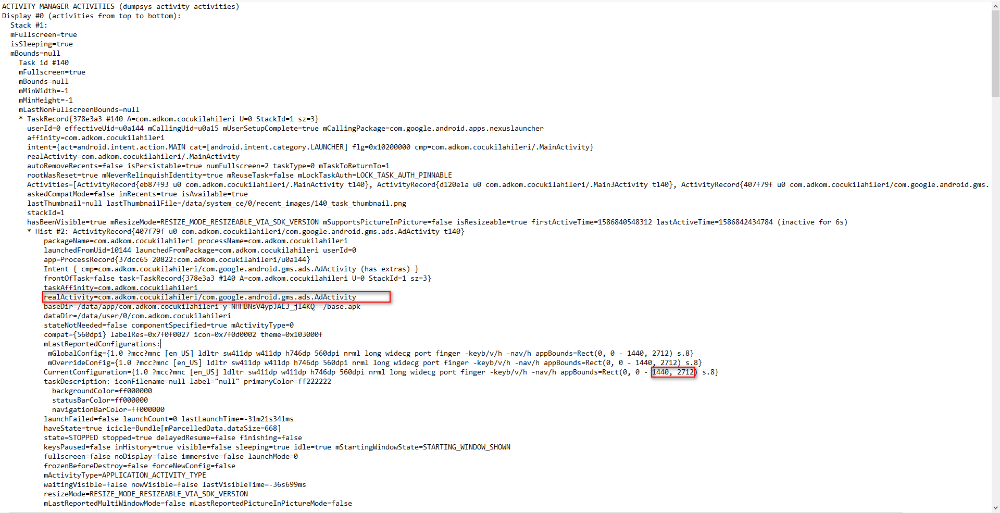 ACTIVITY MANAGER ACTIVITIES (dumpsys activity activities)
Display #0 (activities from top to bottom):
Stack #1:
mFullscreen=true
isSleeping=true
mBounds=null
Task id #140
mFullscreen=true
mBounds=null
mMinWidth=-1
mMinHeight=-1
mLastNonFullscreenBounds=null
* TaskRecord{378e3a3 #140 A=com.adkom.cocukilahileri U=0 StackId=1 sz=3}
userId=0 effectiveUid=u0a144 mCallingUid=u0a15 mUserSetupComplete=true mCallingPackage=com.google.android.apps.nexuslauncher
affinity=com.adkom.cocukilahileri
intent={act=android.intent.action.MAIN cat=[android.intent.category.LAUNCHER] flg=0x10200000 cmp=com.adkom.cocukilahileri/.MainActivity}
realActivity=com.adkom.cocukilahileri/.MainActivity
autoRemoveRecents=false isPersistable=true numFullscreen=2 taskType=0 mTaskToReturnTo=1
rootWasReset=true mNeverRelinquishIdentity=true mReuseTask=false mLockTaskAuth=LOCK_TASK_AUTH_PINNABLE
Activities=[ActivityRecord{eb87f93 u0 com.adkom.cocukilahileri/.MainActivity t140}, ActivityRecord{d120e1a u0 com.adkom.cocukilahileri/.Main3Activity t140}, ActivityRecord{407f79f u0 com.adkom.cocukilahileri/com.google.android.gms.
askedCompatMode=false inRecents=true isAvailable=true
lastThumbnail=null lastThumbnailFile=/data/system_ce/0/recent_images/140_task_thumbnail.png
stackId=1
hasBeenVisible=true mResizeMode=RESIZE_MODE_RESIZEABLE_VIA_SDK_VERSION mSupportsPictureInPicture=false isResizeable=true firstActiveTime=1586840548312 lastActiveTime=1586842434784 (inactive for 6s)
* Hist #2: ActivityRecord{407f79f u0 com.adkom.cocukilahileri/com.google.android.gms.ads.AdActivity t140}
packageName=com.adkom.cocukilahileri processName=com.adkom.cocukilahileri
launchedFromUid=10144 launchedFromPackage=com.adkom.cocukilahileri userId=0
app=ProcessRecord{37dcc65 20822:com.adkom.cocukilahileri/u0a144}
Intent { cmp=com.adkom.cocukilahileri/com.google.android.gms.ads.AdActivity (has extras) }
frontOfTask=false task=TaskRecord{378e3a3 #140 A=com.adkom.cocukilahileri U=0 StackId=1 sz=3}
taskAffinity=com.adkom.cocukilahileri
realActivity=com.adkom.cocukilahileri/com.google.android.gms.ads.AdActivity
baseDir=/data/app/com.adkom.cocukilahileri-y-NHHBNsV4ypJAE3_jI4KQ==/base.apk
dataDir=/data/user/0/com.adkom.cocukilahileri
stateNotNeeded=false componentSpecified=true mActivityType=0
compat={560dpi} labelRes=0x7f0f0027 icon=0x7f0d0002 theme=0x103000f
mLastReportedConfigurations:
mGlobalConfig={1.0 ?mcc?mnc [en_US] ldltr sw411dp w411dp h746dp 560dpi nrml long widecg port finger -keyb/v/h -nav/h appBounds=Rect(0, 0 - 1440, 2712) s.8}
mOverrideConfig={1.0 ?mcc?mnc [en_US] ldltr sw411dp w411dp h746dp 560dpi nrml long widecg port finger -keyb/v/h -nav/h appBounds=Rect(0, 0 - 1440, 2712) s.8}
CurrentConfiguration={1.0 ?mcc?mnc [en_US] ldltr sw411dp w411dp h746dp 560dpi nrml long widecg port finger -keyb/v/h -nav/h appBounds=Rect(0, 0 - 1440, 2712) s.8}
taskDescription: iconFilename=null label="null" primaryColor=ff222222
backgroundColor=ff000000
statusBarColor=ff000000
navigationBarColor=ff000000
launchFailed=false launchCount=0 lastLaunchTime=-31m21s341ms
haveState=true icicle=Bundle[mParcelledData.dataSize=668]
state=STOPPED stopped=true delayedResume=false finishing=false
keysPaused=false inHistory=true visible=false sleeping=true idle=true mStartingWindowState=STARTING_WINDOW_SHOWN
fullscreen=false noDisplay=false immersive=false launchMode=0
frozenBeforeDestroy=false forceNewConfig=false
mActivityType=APPLICATION_ACTIVITY_TYPE
waitingVisible=false nowVisible=false lastVisibleTime=-36s699ms
resizeMode=RESIZE_MODE_RESIZEABLE_VIA_SDK_VERSION
mLastReportedMultiWindowMode=false mLastReportedPictureInPictureMode=false